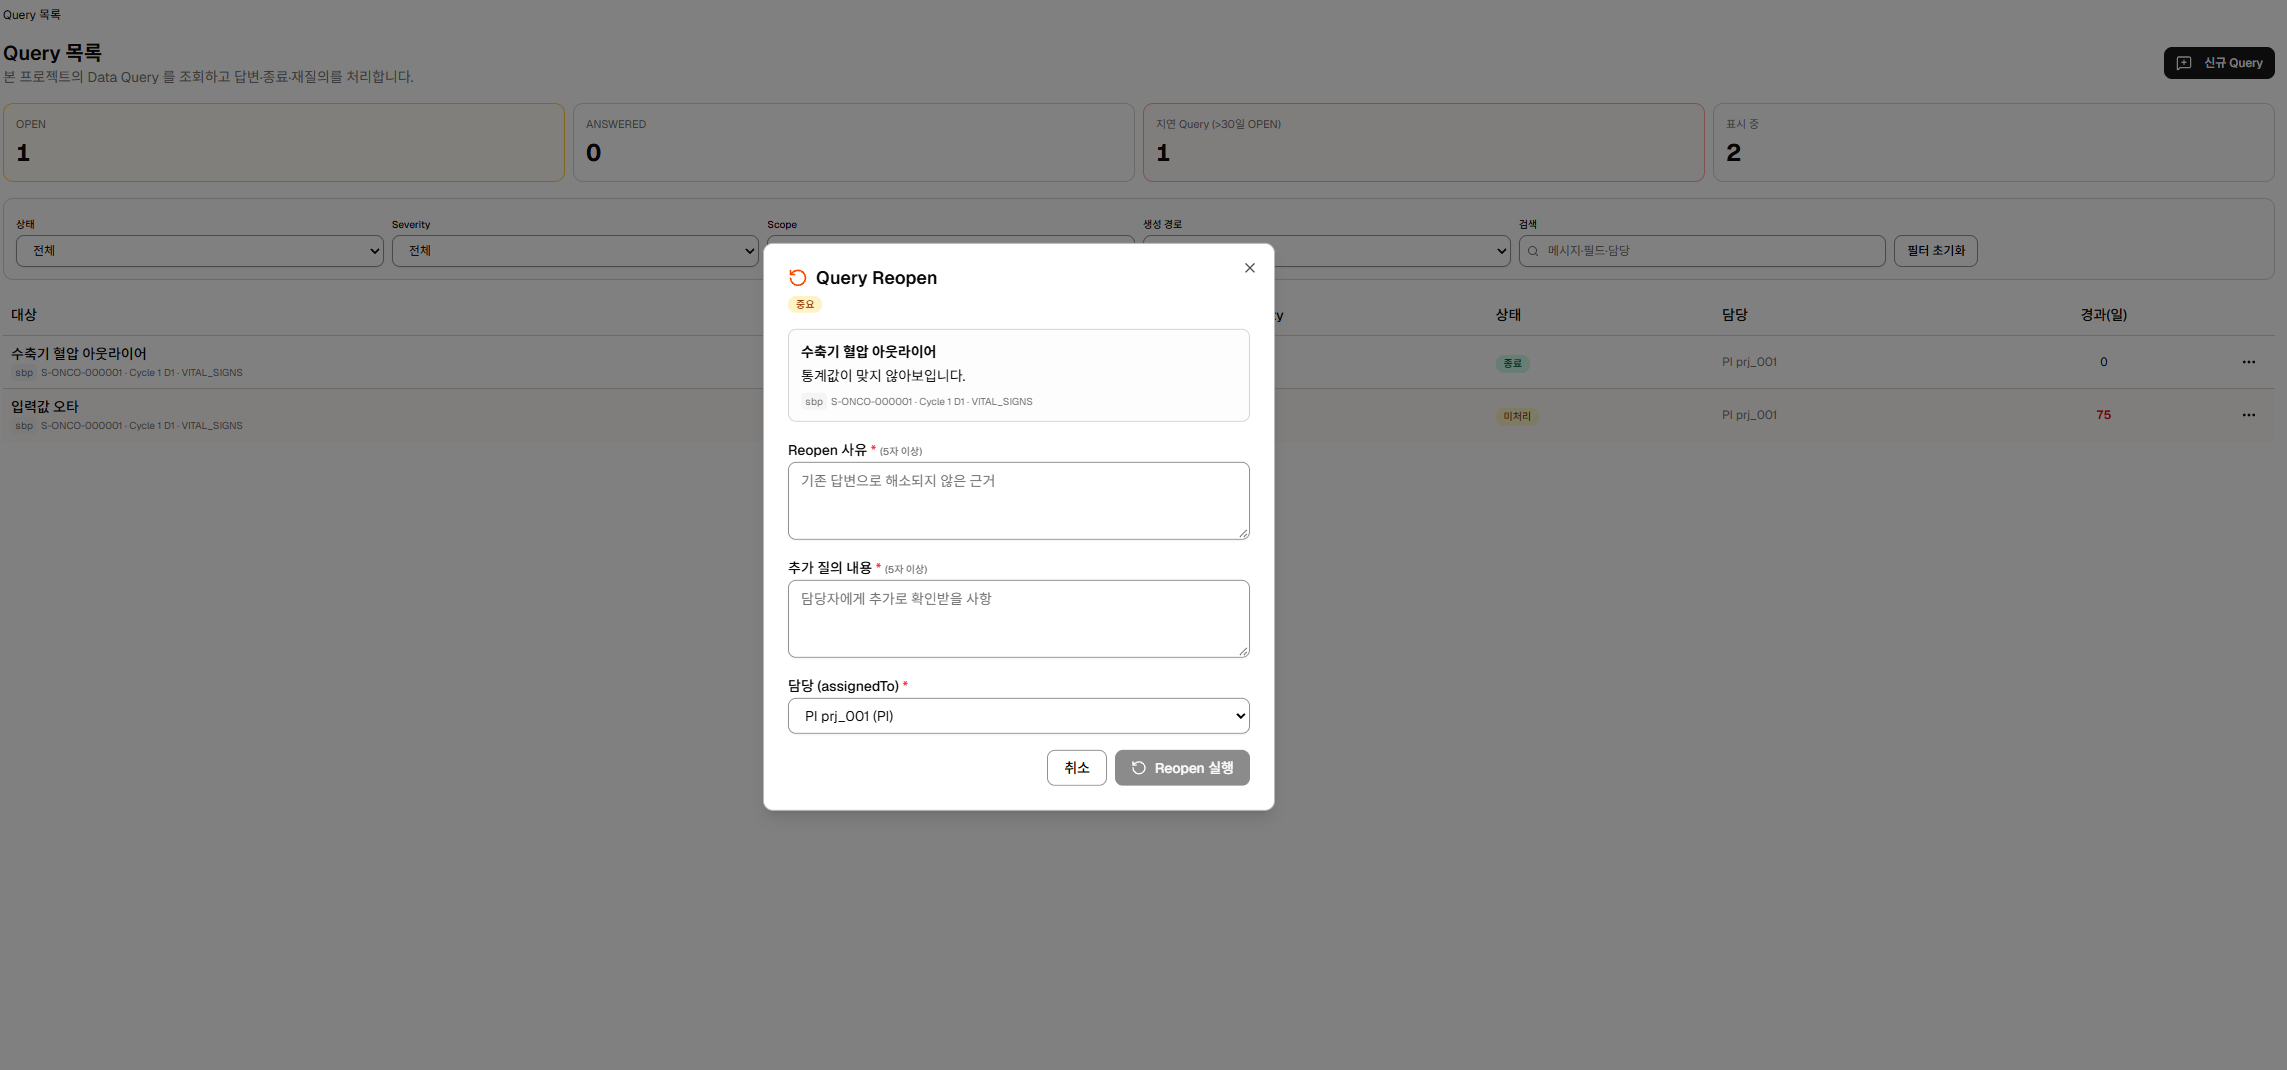 Query 목록
Query 목록
본 프로젝트의 Data Query 를 조회하고 답변·종료·재질의를 처리합니다.
신규 Query
OPEN
1
ANSWERED
0
지연 Query (>30일 OPEN)
1
표시 중
2
상태
전체
Severity
전체
Scope
생성 경로
검색
메시지·필드·담당
필터 초기화
대상
상태
담당
경과(일)
수축기 혈압 아웃라이어
sbp S-ONCO-000001 · Cycle 1 D1 · VITAL_SIGNS
종료
PI prj_001
0
입력값 오타
sbp S-ONCO-000001 · Cycle 1 D1 · VITAL_SIGNS
미처리
PI prj_001
75
Query Reopen
중요
수축기 혈압 아웃라이어
통계값이 맞지 않아보입니다.
sbp S-ONCO-000001 · Cycle 1 D1 · VITAL_SIGNS
Reopen 사유 * (5자 이상)
기존 답변으로 해소되지 않은 근거
추가 질의 내용 * (5자 이상)
담당자에게 추가로 확인받을 사항
담당 (assignedTo) *
PI prj_001 (PI)
취소
Reopen 실행